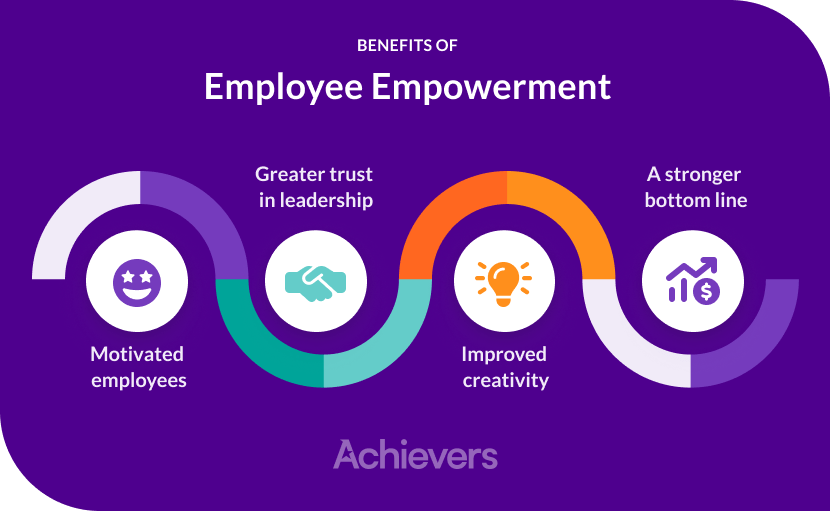 BENEFITS OF
Employee Empowerment
Greater trust
in leadership
A stronger
bottom line
$
Motivated
employees
Improved
creativity
Achievers